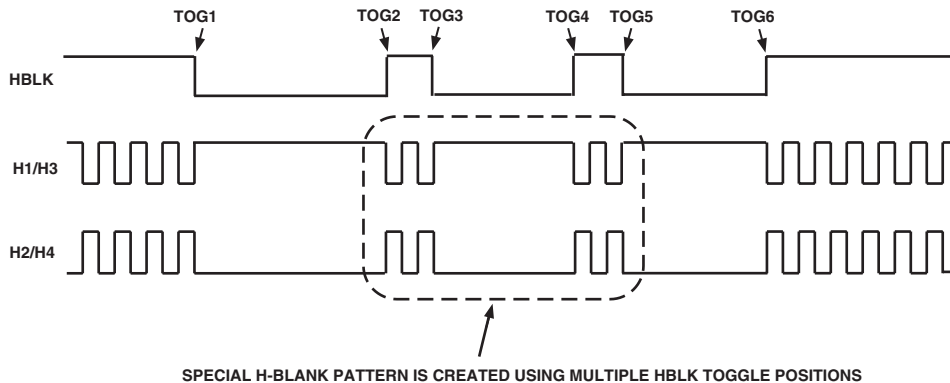 TOG1 TOG2 TOG3 TOG4 TOG5 TOG6
HBLK
H1/H3
H2/H4
SPECIAL H-BLANK PATTERN IS CREATED USING MULTIPLE HBLK TOGGLE POSITIONS